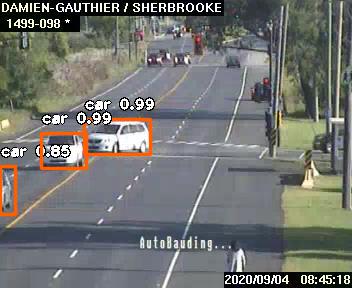 DAMIEN-GAUTHIER / SHERBROOKE
1499-098 *
car 0.99
car 0.99
car 0.85
AutoBauding...
2020/09/04 08:45:18